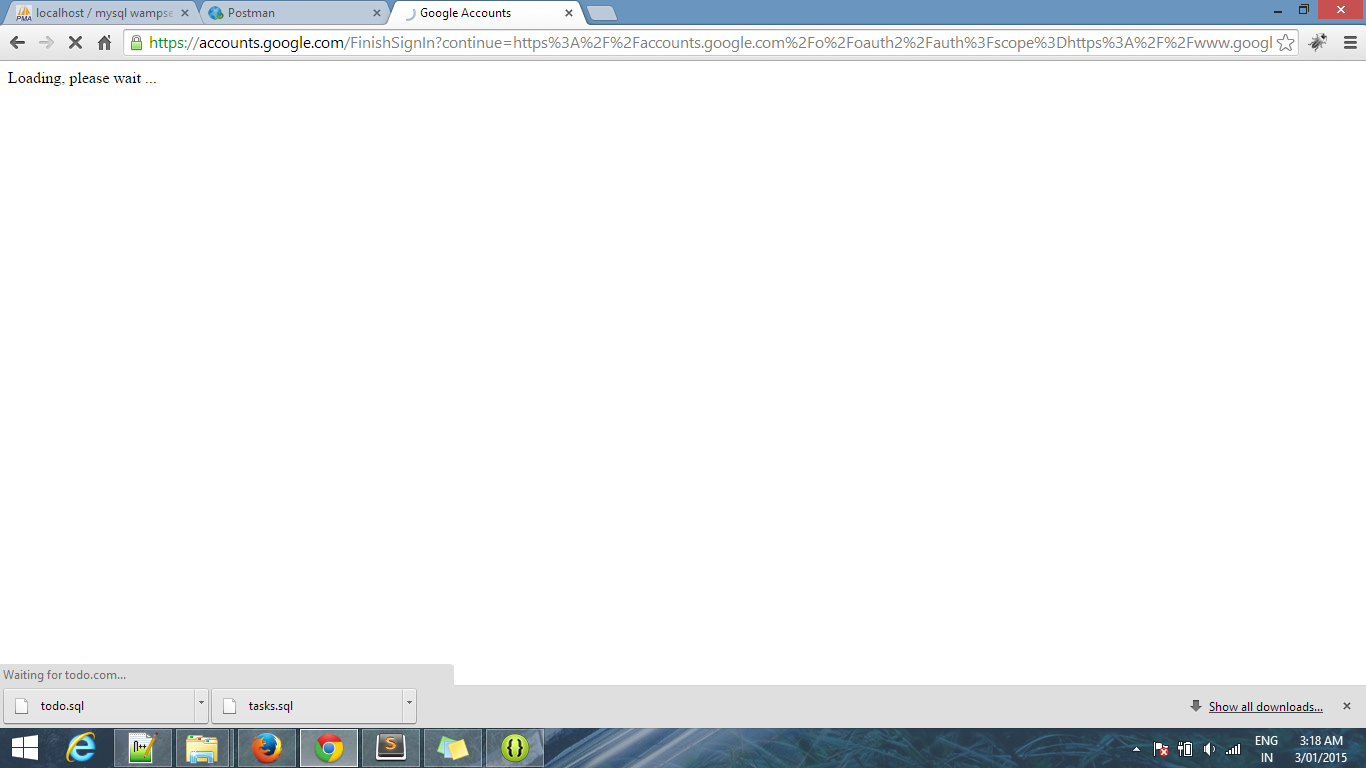 localhost / mysql wampse
Postman
Google Accounts
https://accounts.google.com/FinishSignIn?continue=https%3A%2F%2Faccounts.google.com%2Fo%2Foauth2%2Fauth%3Fscope%3Dhttps%3A%2F%2Fwww.googl
Loading, please wait ...
Waiting for todo.com...
todo.sql
tasks.sql
Show all downloads...
ENG
IN
3:18 AM
3/01/2015